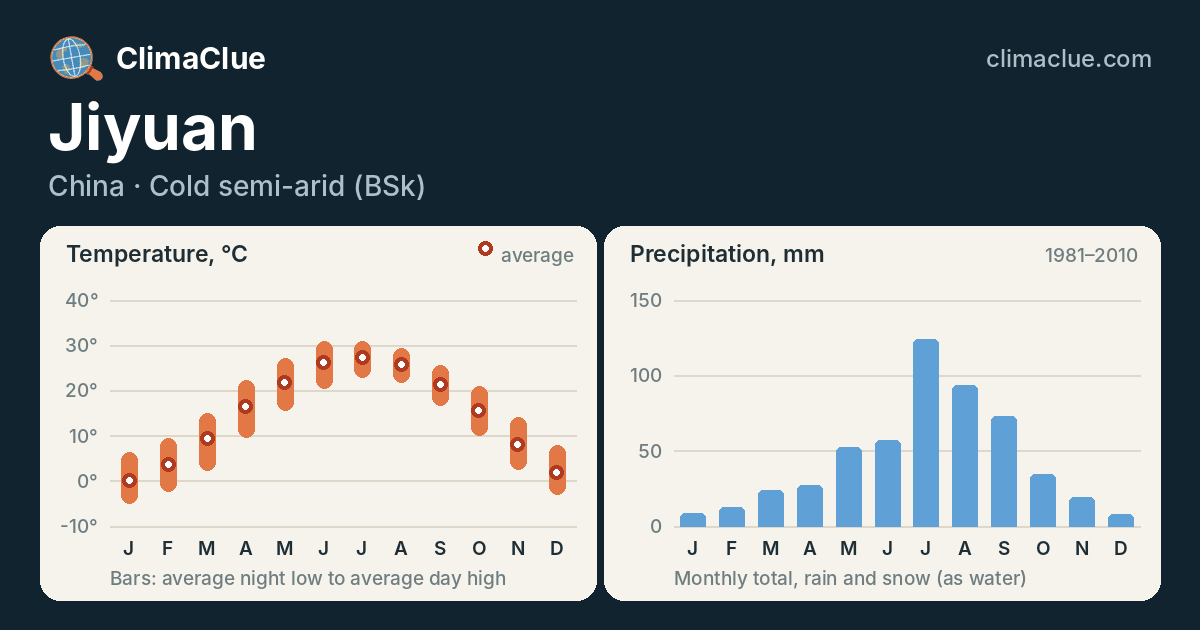 ClimaClue
climaclue.com
Jiyuan
China · Cold semi-arid (BSk)
Temperature, °C
average
40°
30°
20°
10°
0°
-10°
J F M A M J J A S O N D
Bars: average night low to average day high
Precipitation, mm
1981–2010
150
100
50
0
J F M A M J J A S O N D
Monthly total, rain and snow (as water)